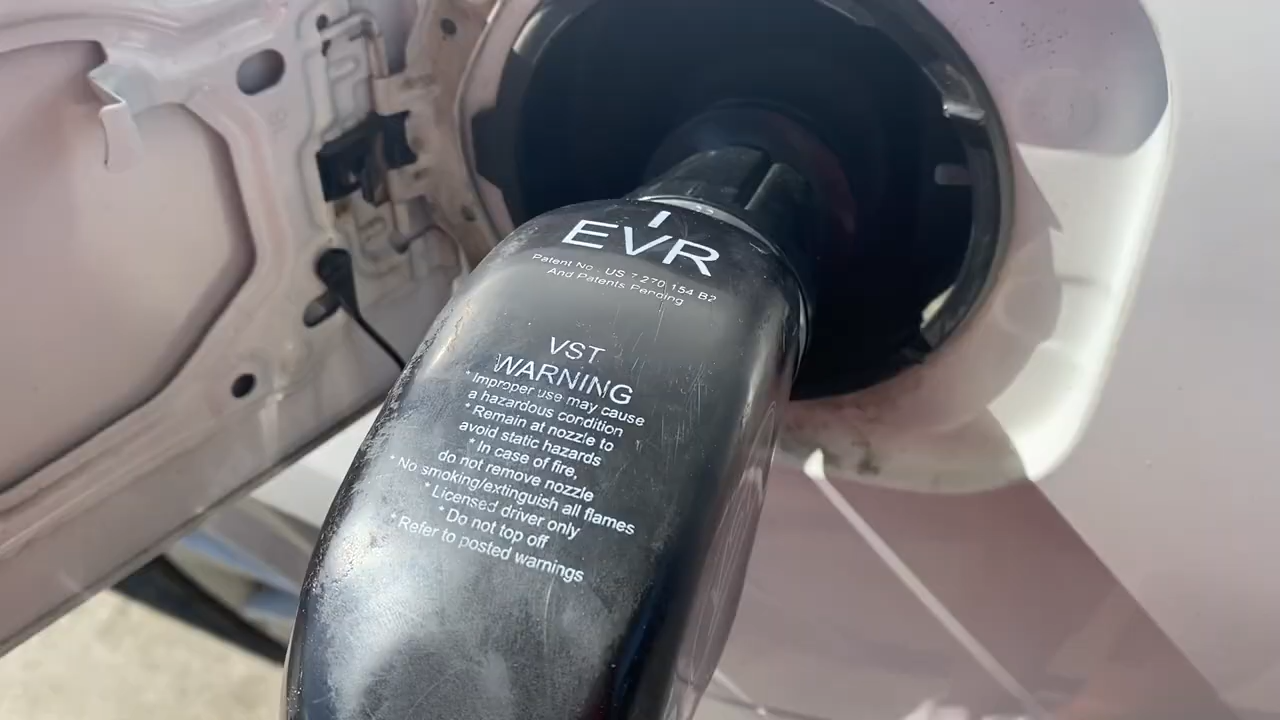 EVR
Patent No. US 7,270,154 B2
And Patents Pending
VST
WARNING
* Improper use may cause
a hazardous condition
* Remain at nozzle to
avoid static hazards
* In case of fire,
do not remove nozzle
* No smoking/extinguish all flames
* Licensed driver only
* Do not top off
* Refer to posted warnings